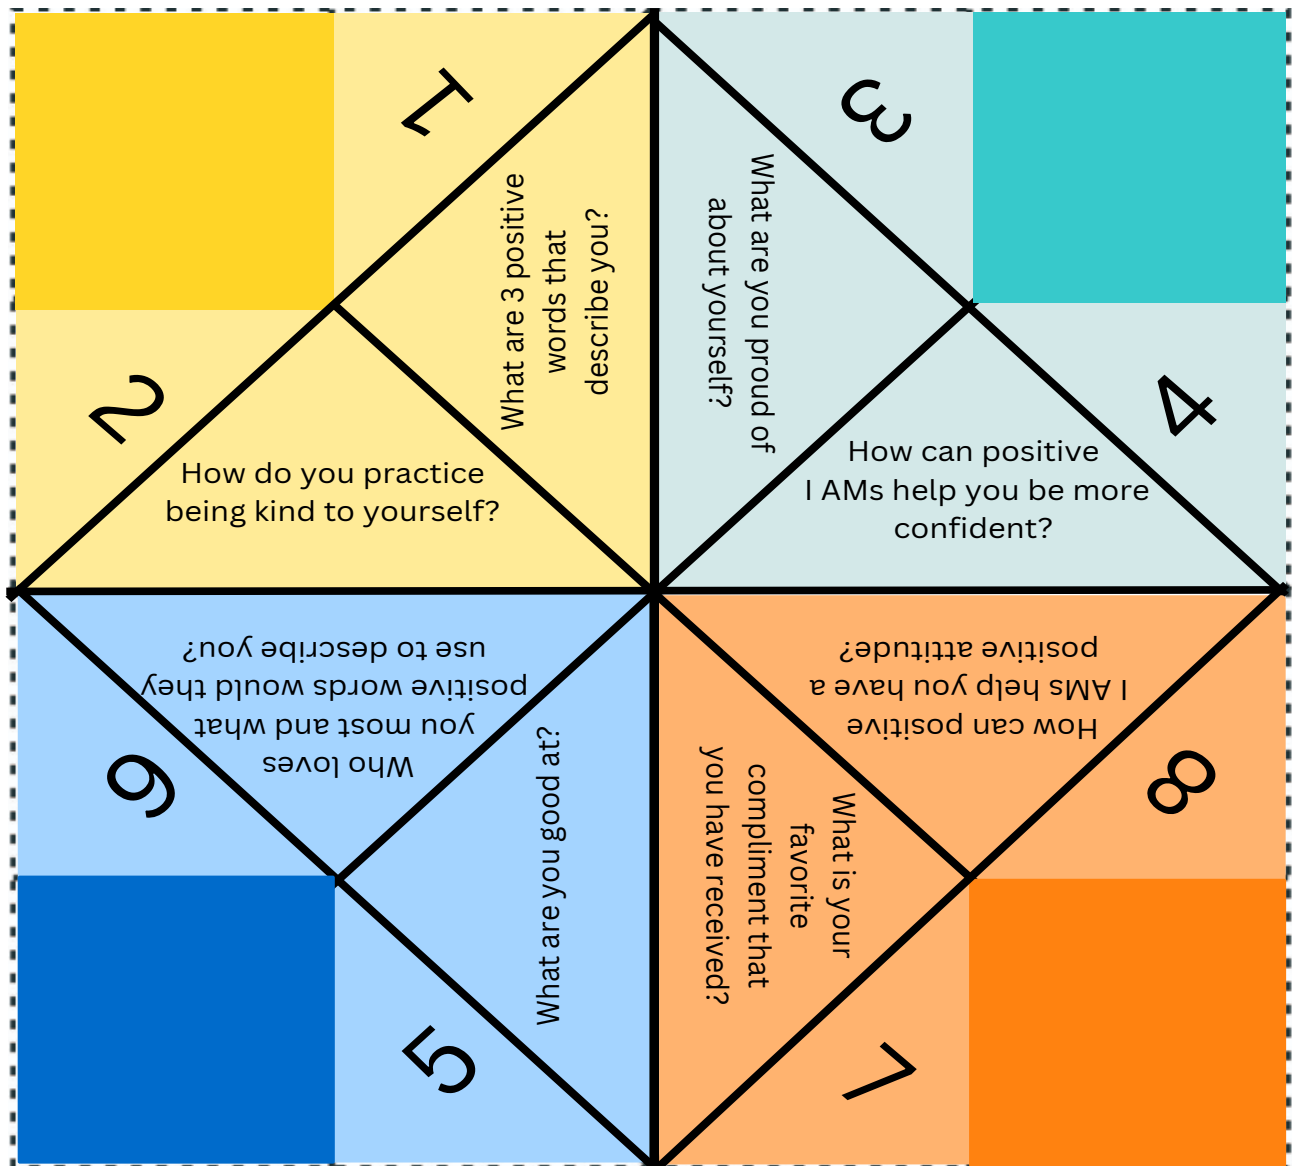 1
What are 3 positive
words that
describe you?
2
How do you practice
being kind to yourself?
3
What are you proud of
about yourself?
4
How can positive
I AMs help you be more
confident?
5
What are you good at?
6
Who loves
you most and what
positive words would they
use to describe you?
7
What is your
favorite
compliment that
you have received?
8
How can positive
I AMs help you have a
positive attitude?